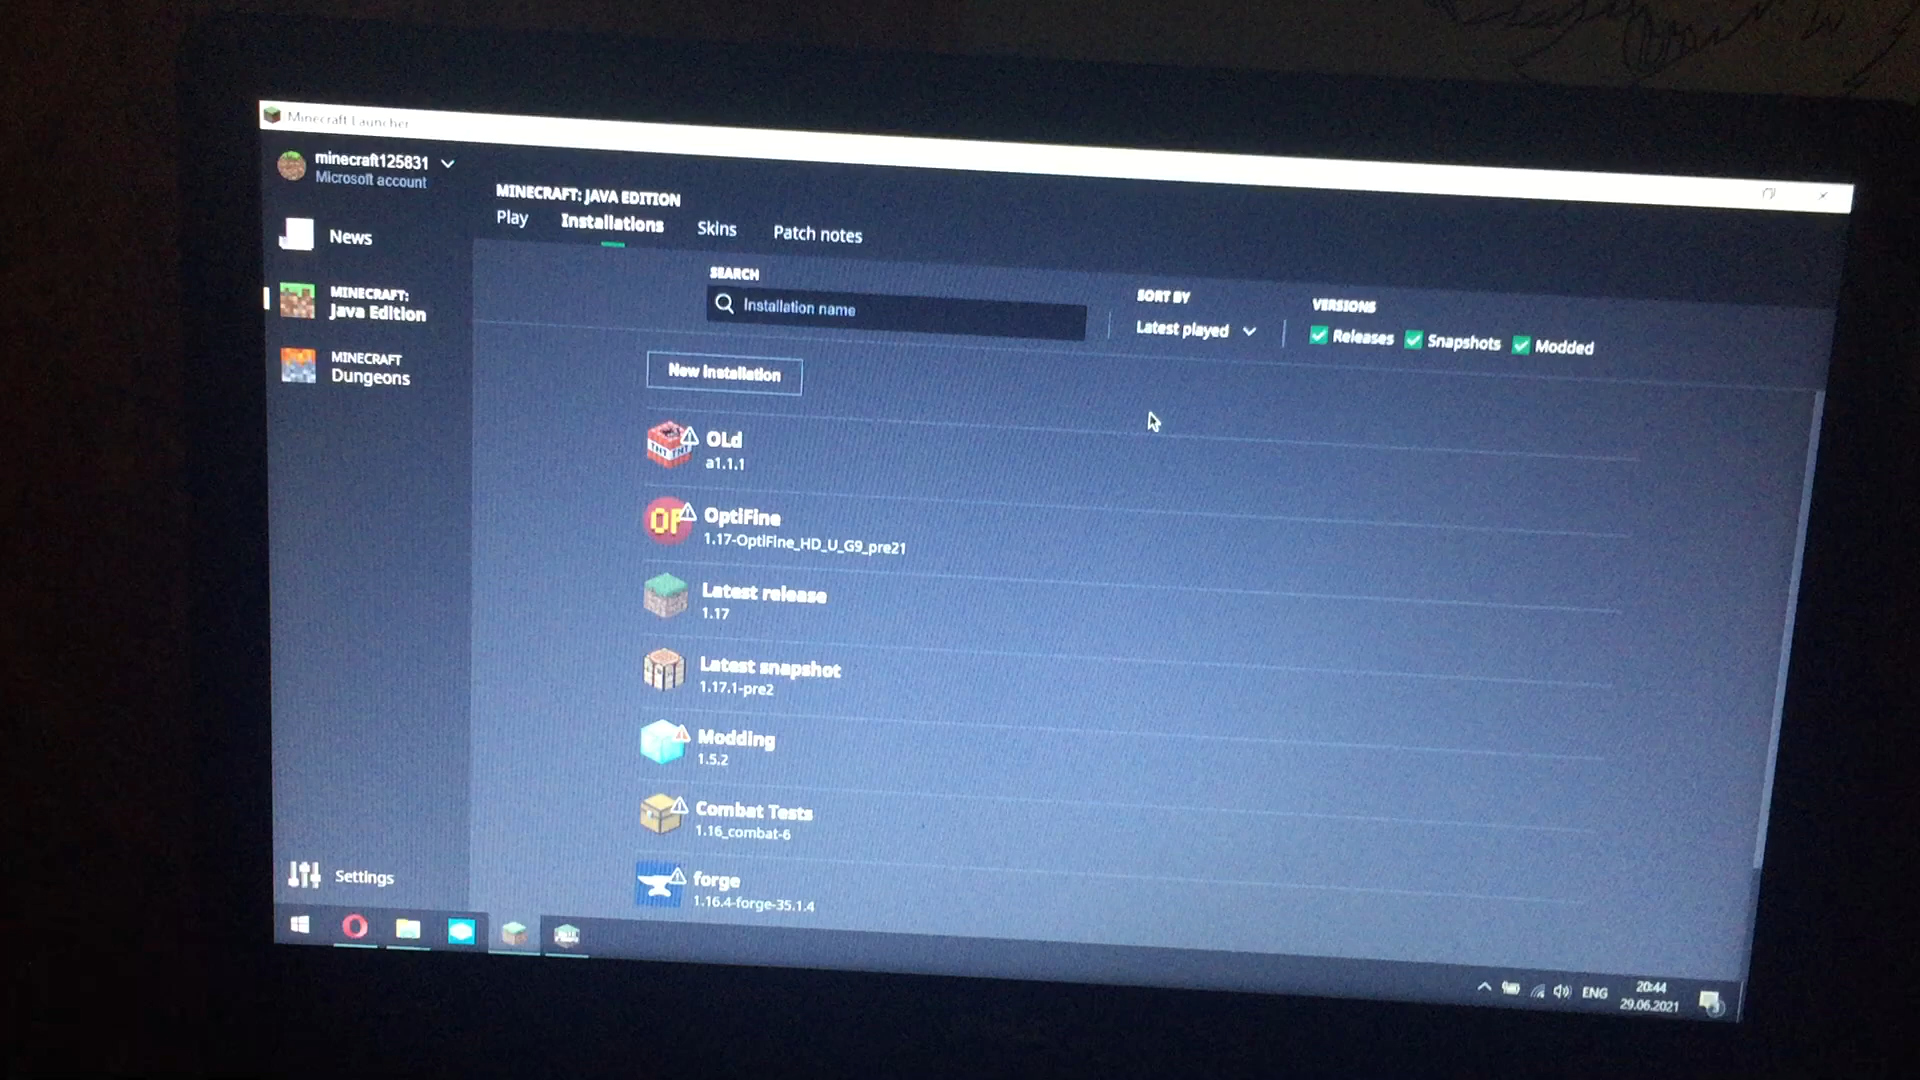 Minecraft Launcher
minecraft125831
Microsoft account
News
MINECRAFT:
Java Edition
MINECRAFT
Dungeons
Settings
MINECRAFT: JAVA EDITION
Play Installations Skins Patch notes
SEARCH
Installation name
SORT BY
Latest played
VERSIONS
Releases Snapshots Modded
New installation
OLd
a1.1.1
OF OptiFine
1.17-OptiFine_HD_U_G9_pre21
Latest release
1.17
Latest snapshot
1.17.1-pre2
Modding
1.5.2
Combat Tests
1.16_combat-6
forge
1.16.4-forge-35.1.4
ENG
20:44
29.06.2021
3